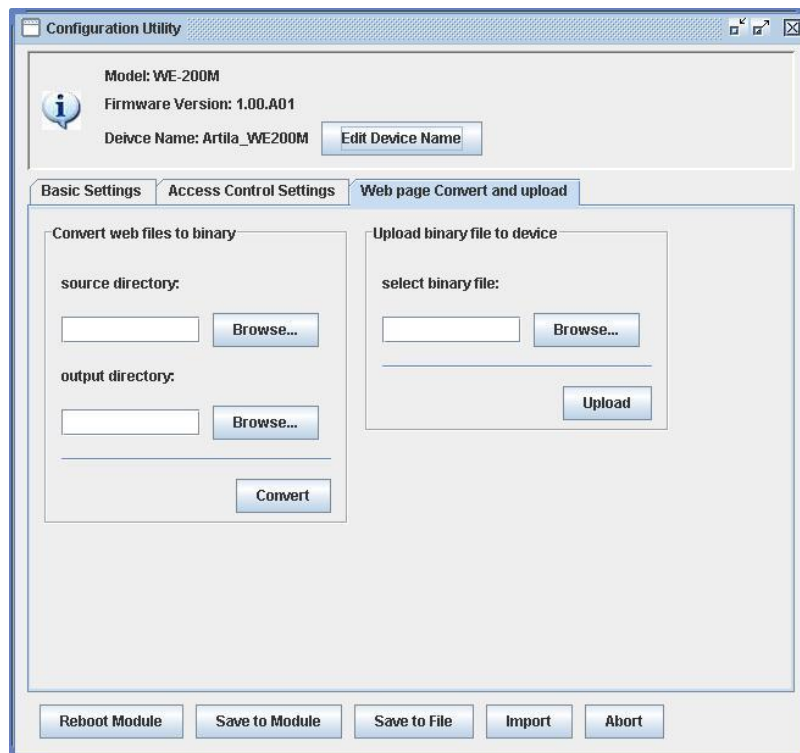 Configuration Utility
Model: WE-200M
Firmware Version: 1.00.A01
Deivce Name: Artila_WE200M
Edit Device Name
Basic Settings
Access Control Settings
Web page Convert and upload
Convert web files to binary
source directory:
Browse...
output directory:
Browse...
Convert
Upload binary file to device
select binary file:
Browse...
Upload
Reboot Module
Save to Module
Save to File
Import
Abort